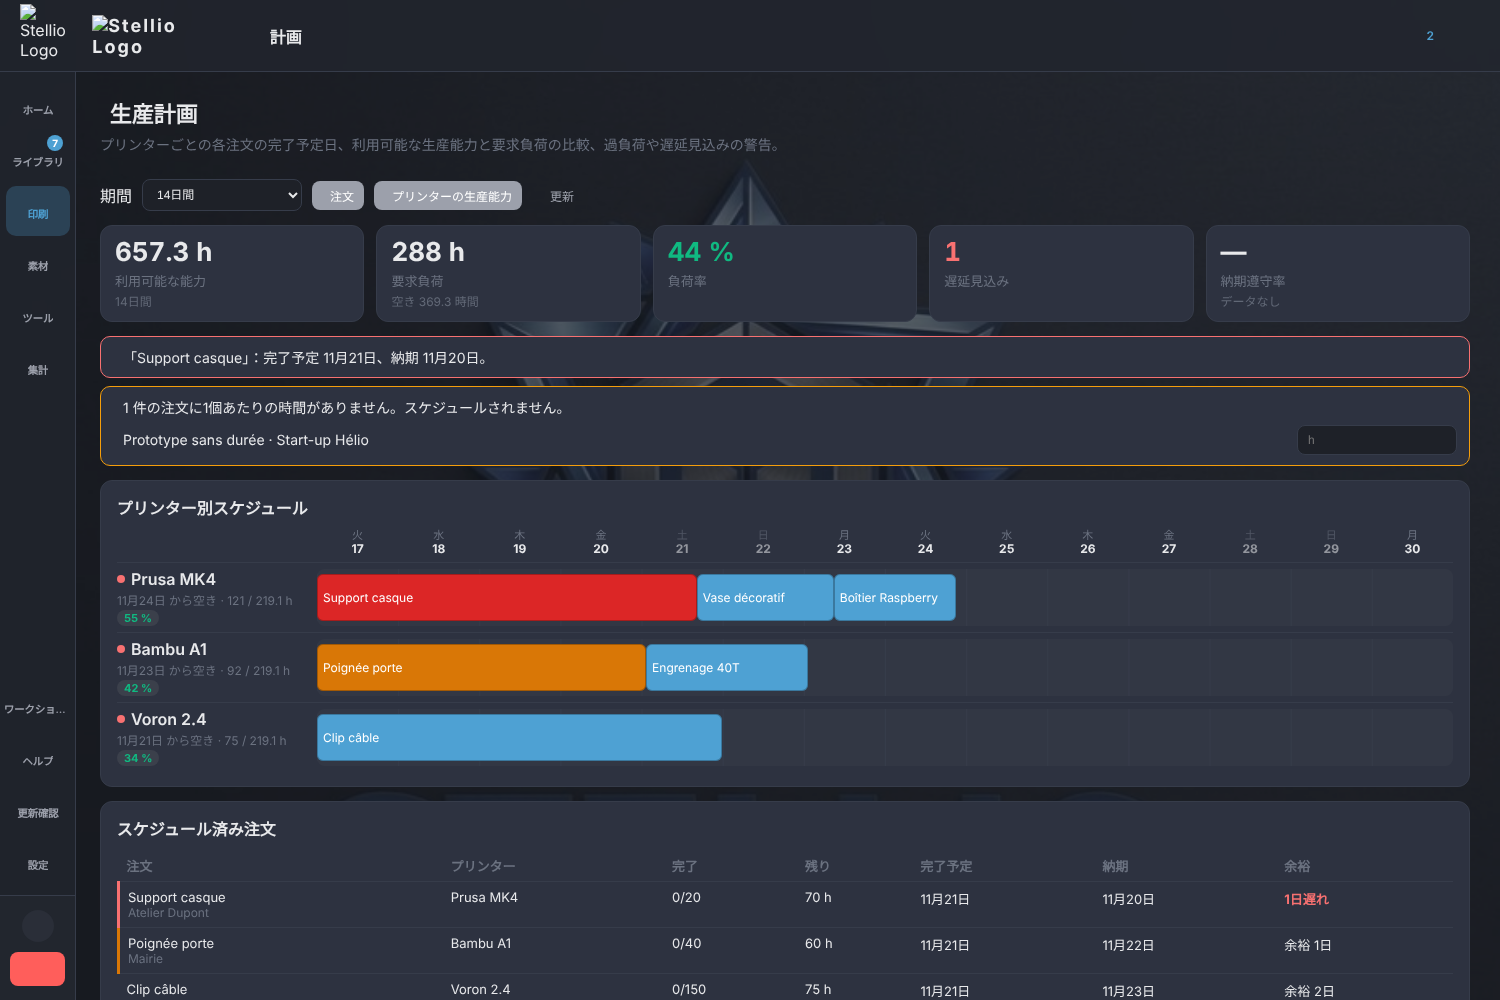 Stellio Logo
Stellio Logo
計画
2
ホーム
7
ライブラリ
印刷
素材
ツール
集計
ワークショ...
ヘルプ
更新確認
設定
生産計画
プリンターごとの各注文の完了予定日、利用可能な生産能力と要求負荷の比較、過負荷や遅延見込みの警告。
期間 14日間 注文 プリンターの生産能力 更新
657.3 h
利用可能な能力
14日間
288 h
要求負荷
空き 369.3 時間
44 %
負荷率
1
遅延見込み
—
納期遵守率
データなし
「Support casque」：完了予定 11月21日、納期 11月20日。
1 件の注文に1個あたりの時間がありません。スケジュールされません。
Prototype sans durée · Start-up Hélio h
プリンター別スケジュール
火 水 木 金 土 日 月 火 水 木 金 土 日 月
17 18 19 20 21 22 23 24 25 26 27 28 29 30
Prusa MK4
11月24日 から空き · 121 / 219.1 h
55 %
Support casque Vase décoratif Boîtier Raspberry
Bambu A1
11月23日 から空き · 92 / 219.1 h
42 %
Poignée porte Engrenage 40T
Voron 2.4
11月21日 から空き · 75 / 219.1 h
34 %
Clip câble
スケジュール済み注文
注文 プリンター 完了 残り 完了予定 納期 余裕
Support casque Prusa MK4 0/20 70 h 11月21日 11月20日 1日遅れ
Atelier Dupont
Poignée porte Bambu A1 0/40 60 h 11月21日 11月22日 余裕 1日
Mairie
Clip câble Voron 2.4 0/150 75 h 11月21日 11月23日 余裕 2日